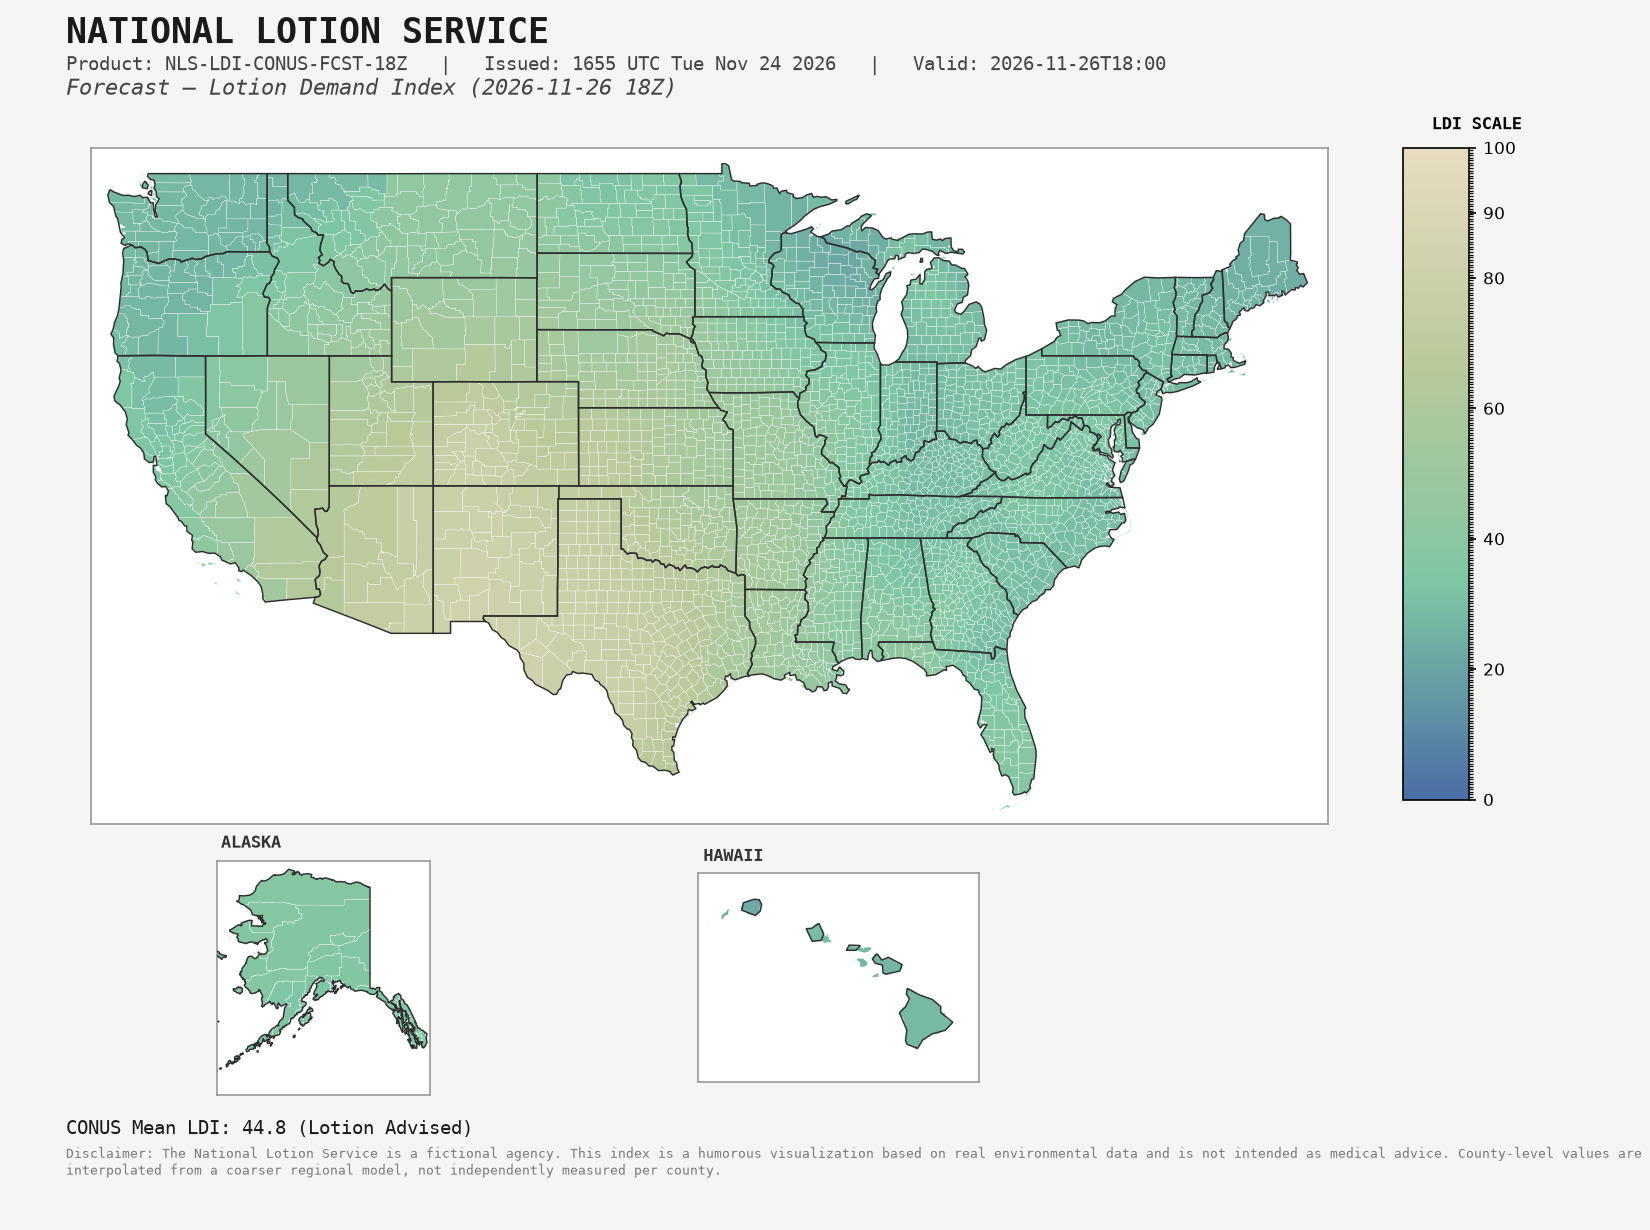 NATIONAL LOTION SERVICE
Product: NLS-LDI-CONUS-FCST-18Z | Issued: 1655 UTC Tue Nov 24 2026 | Valid: 2026-11-26T18:00
Forecast — Lotion Demand Index (2026-11-26 18Z)
LDI SCALE
100
90
80
60
40
20
0
ALASKA
HAWAII
CONUS Mean LDI: 44.8 (Lotion Advised)
Disclaimer: The National Lotion Service is a fictional agency. This index is a humorous visualization based on real environmental data and is not intended as medical advice. County-level values are
interpolated from a coarser regional model, not independently measured per county.